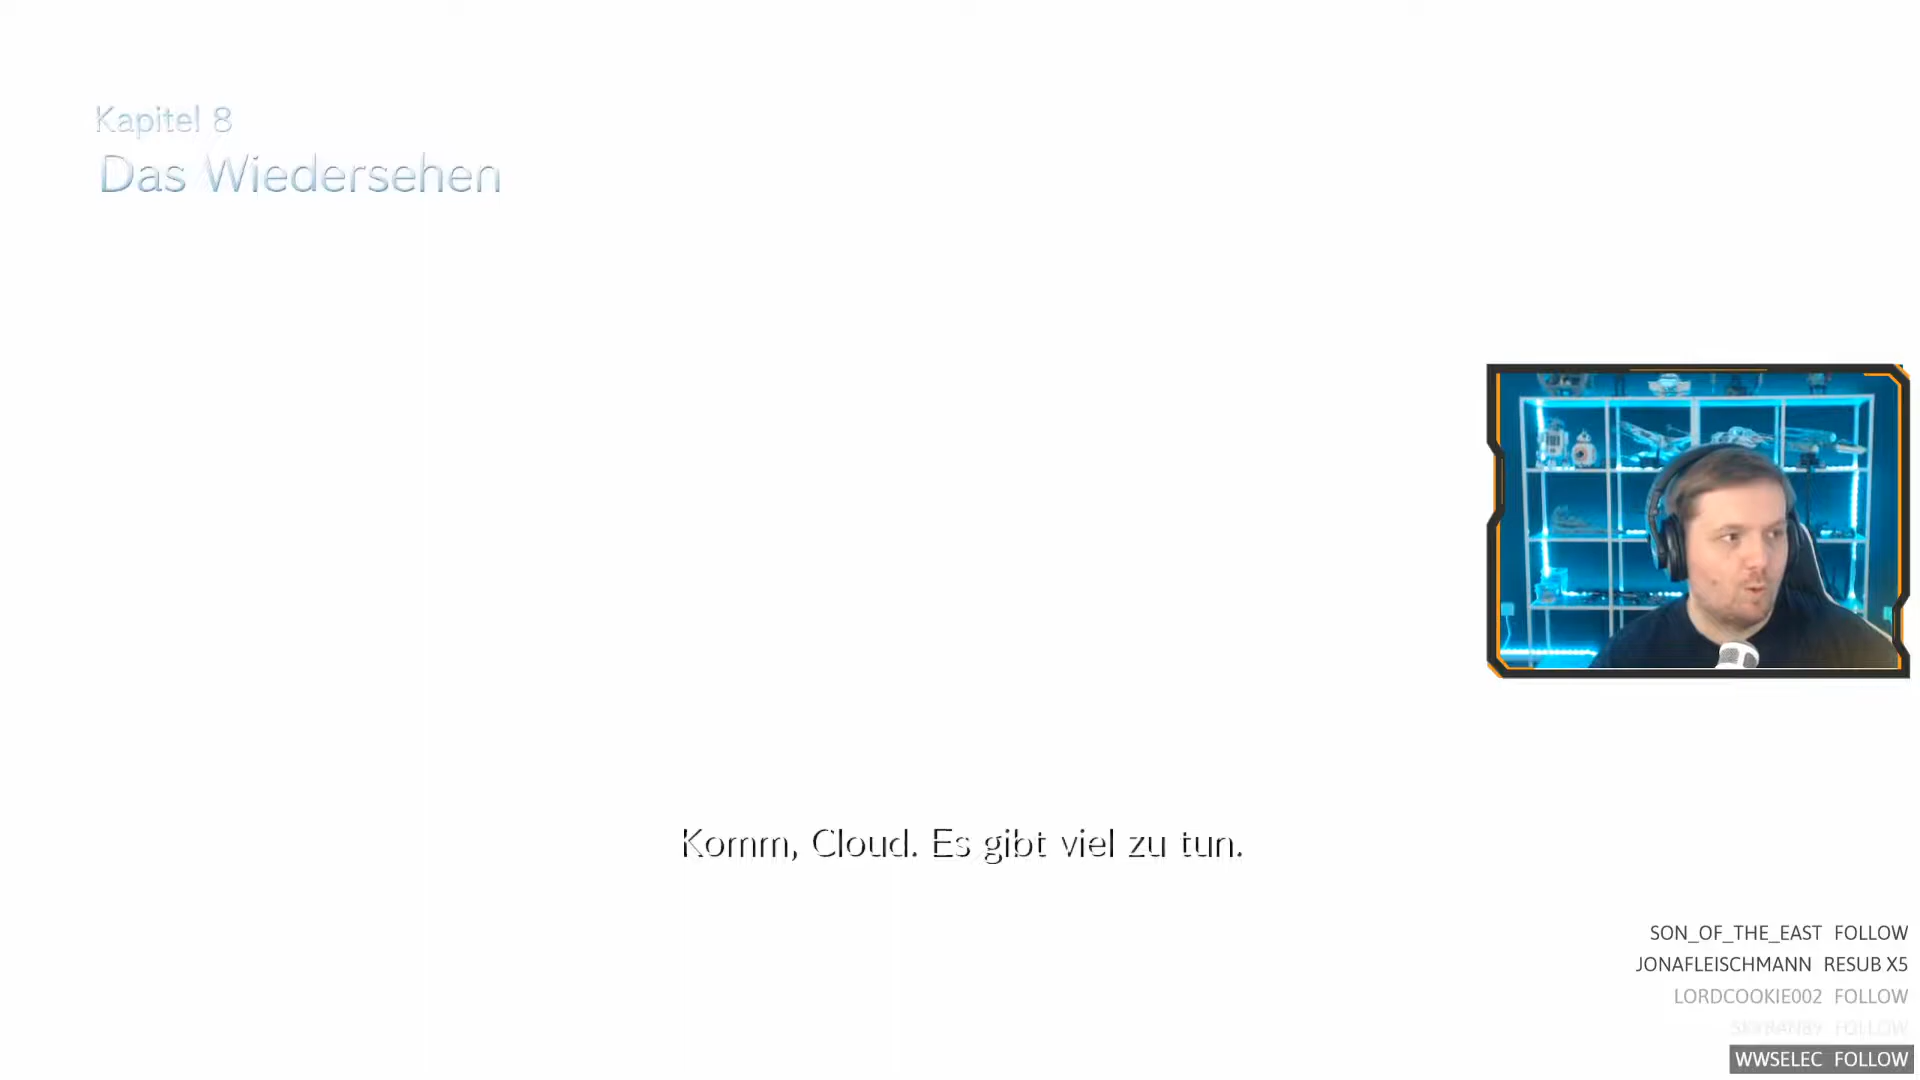 Kapitel 8
Das Wiedersehen
Komm, Cloud. Es gibt viel zu tun.
SON_OF_THE_EAST FOLLOW
JONAFLEISCHMANN RESUB X5
LORDCOOKIE002 FOLLOW
FOLLOW
WWSELEC FOLLOW